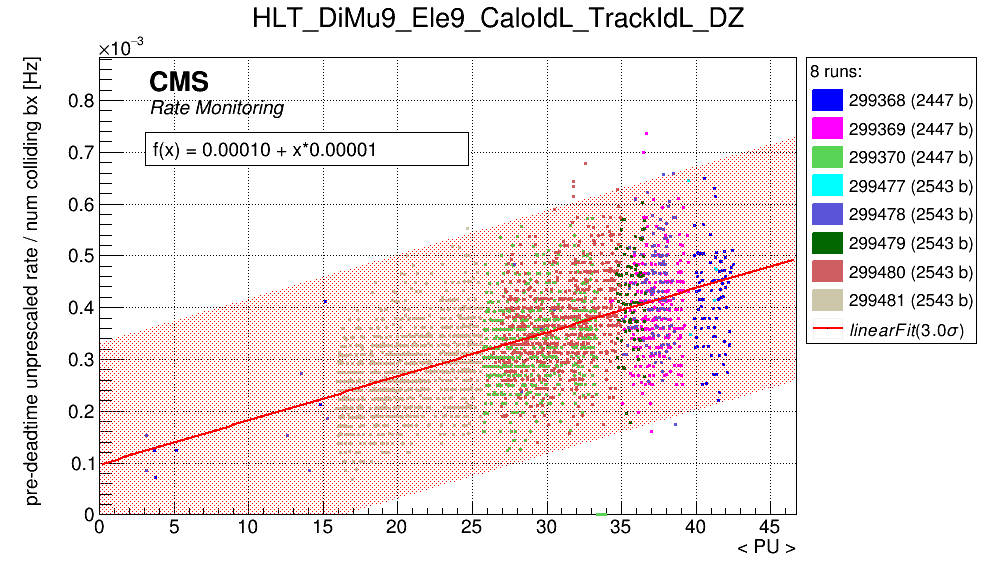 HLT_DiMu9_Ele9_CaloIdL_TrackIdL_DZ
×10⁻³
pre-deadtime unprescaled rate / num colliding bx [Hz]
CMS
Rate Monitoring
f(x) = 0.00010 + x*0.00001
0.8
0.7
0.6
0.5
0.4
0.3
0.2
0.1
0
0 5 10 15 20 25 30 35 40 45
< PU >
8 runs:
299368 (2447 b)
299369 (2447 b)
299370 (2447 b)
299477 (2543 b)
299478 (2543 b)
299479 (2543 b)
299480 (2543 b)
299481 (2543 b)
linearFit(3.0σ)